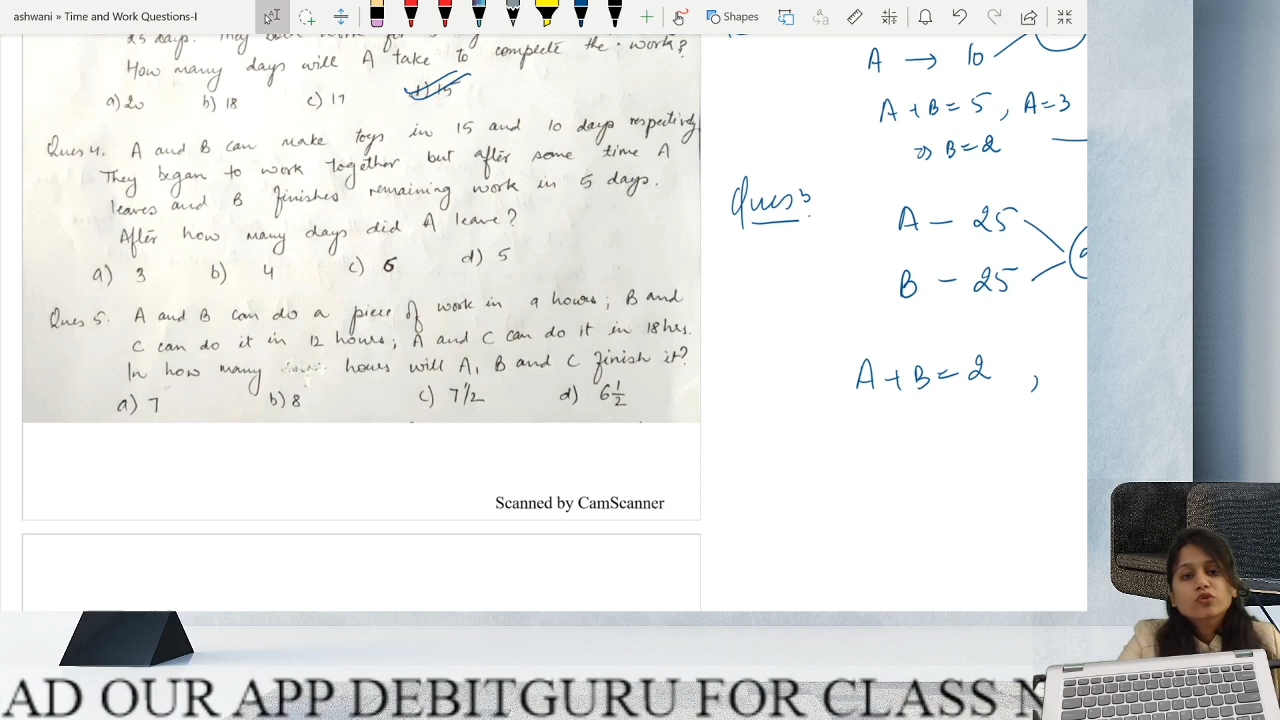 ashwani » Time and Work Questions-I
Shapes
25 days. They
How many days will A take to complete the work?
a) 20 b) 18 c) 17 d) 15
Ques 4. A and B can make toys in 15 and 10 days respectively
They began to work together but after some time A
leaves and B finishes remaining work in 5 days.
After how many days did A leave?
a) 3 b) 4 c) 6 d) 5
Ques 5. A and B can do a piece of work in 9 hours; B and
C can do it in 12 hours; A and C can do it in 18 hrs.
In how many hours will A, B and C finish it?
a) 7 b) 8 c) 7 1/2 d) 6 1/2
Scanned by CamScanner
A → 10
A + B = 5, A = 3
⇒ B = 2
Ques 3
A — 25
B — 25
A + B = 2 ,
AD OUR APP DEBIT GURU FOR CLASS N